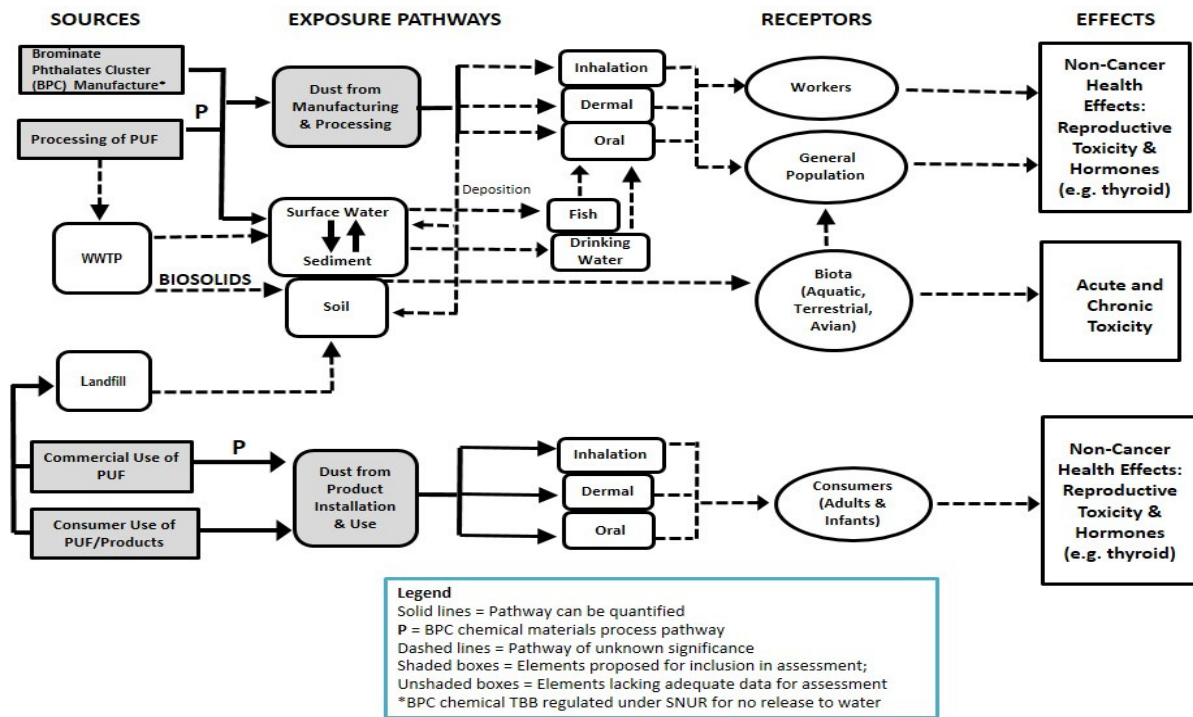 SOURCES
EXPOSURE PATHWAYS
RECEPTORS
EFFECTS
Brominate
Phthalates Cluster
(BPC) Manufacture*
P
Processing of PUF
Dust from
Manufacturing
& Processing
Inhalation
Dermal
Oral
Workers
General
Population
Non-Cancer
Health
Effects:
Reproductive
Toxicity &
Hormones
(e.g. thyroid)
WWTP
BIOSOLIDS
Surface Water
Sediment
Soil
Deposition
Fish
Drinking
Water
Biota
(Aquatic,
Terrestrial,
Avian)
Acute and
Chronic
Toxicity
Landfill
Commercial Use of
PUF
P
Consumer Use of
PUF/Products
Dust from
Product
Installation
& Use
Inhalation
Dermal
Oral
Consumers
(Adults &
Infants)
Non-Cancer
Health Effects:
Reproductive
Toxicity &
Hormones
(e.g. thyroid)
Legend
Solid lines = Pathway can be quantified
P = BPC chemical materials process pathway
Dashed lines = Pathway of unknown significance
Shaded boxes = Elements proposed for inclusion in assessment;
Unshaded boxes = Elements lacking adequate data for assessment
*BPC chemical TBB regulated under SNUR for no release to water